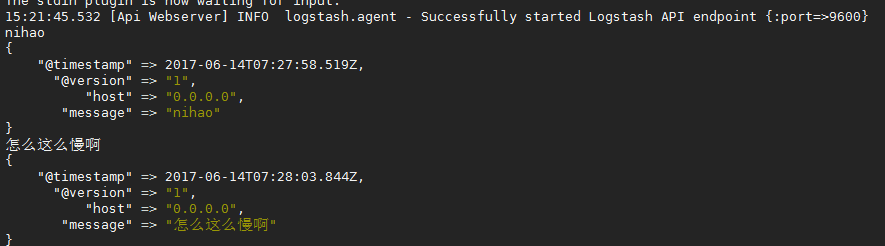 The stdin plugin is now waiting for input:
15:21:45.532 [Api Webserver] INFO  logstash.agent - Successfully started Logstash API endpoint {:port=>9600}
nihao
{
    "@timestamp" => 2017-06-14T07:27:58.519Z,
      "@version" => "1",
          "host" => "0.0.0.0",
       "message" => "nihao"
}
怎么这么慢啊
{
    "@timestamp" => 2017-06-14T07:28:03.844Z,
      "@version" => "1",
          "host" => "0.0.0.0",
       "message" => "怎么这么慢啊"
}